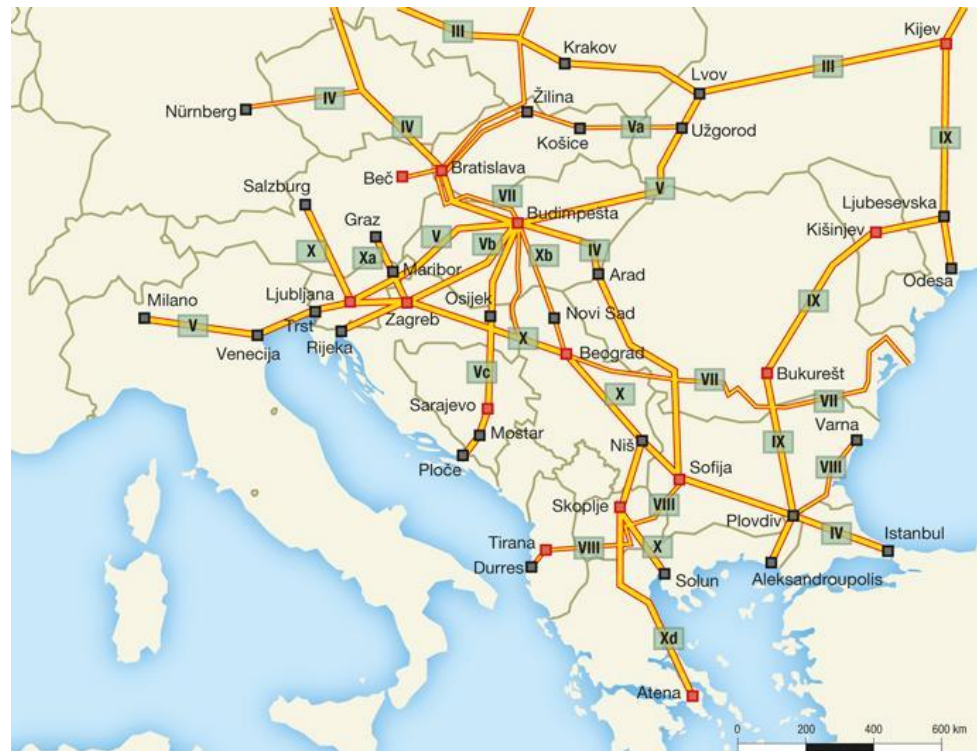 III
Krakov
Kijev
Lvov
III
Nürnberg
IV
IV
Žilina
Košice
Va
Užgorod
IX
Beč
Bratislava
Salzburg
VII
V
Graz
Budimpešta
Ljubesevska
Kišinjev
X
Xa
V
Vb
Xb
IV
Maribor
Arad
Odesa
Milano
Ljubljana
Osijek
IX
V
Trst
Zagreb
Novi Sad
Venecija
Rijeka
X
Beograd
Vc
X
VII
Bukurešt
VII
Sarajevo
Varna
Mostar
Niš
IX
Ploče
Sofija
VIII
Skoplje
VIII
Plovdiv
IV
Istanbul
Tirana
VIII
X
Durres
Solun
Aleksandroupolis
Xd
Atena
0 200 400 600 km